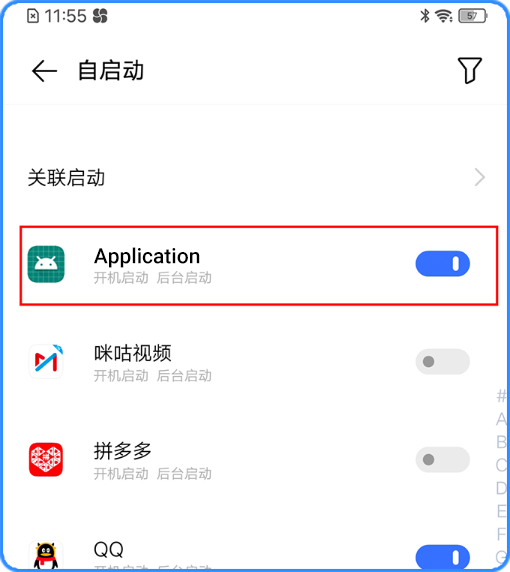 11:55
57
自启动
关联启动
Application
开机启动 后台启动
咪咕视频
开机启动 后台启动
拼多多
开机启动 后台启动
QQ
开机启动 后台启动
#
A
B
C
D
E
F
G